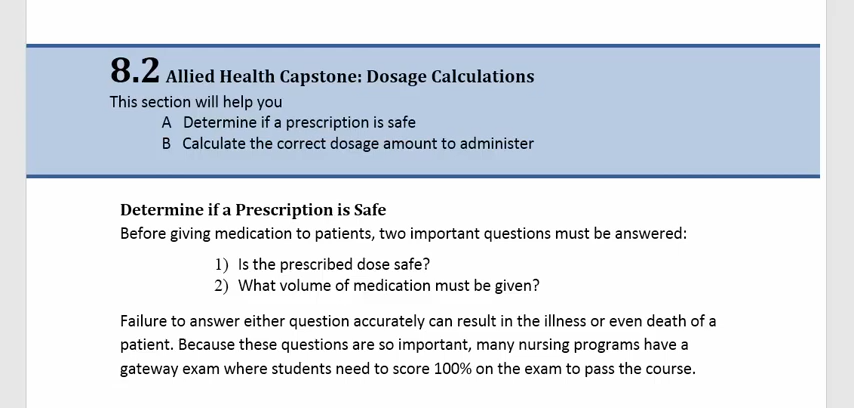 8.2 Allied Health Capstone: Dosage Calculations
This section will help you
A Determine if a prescription is safe
B Calculate the correct dosage amount to administer
Determine if a Prescription is Safe
Before giving medication to patients, two important questions must be answered:
1) Is the prescribed dose safe?
2) What volume of medication must be given?
Failure to answer either question accurately can result in the illness or even death of a
patient. Because these questions are so important, many nursing programs have a
gateway exam where students need to score 100% on the exam to pass the course.